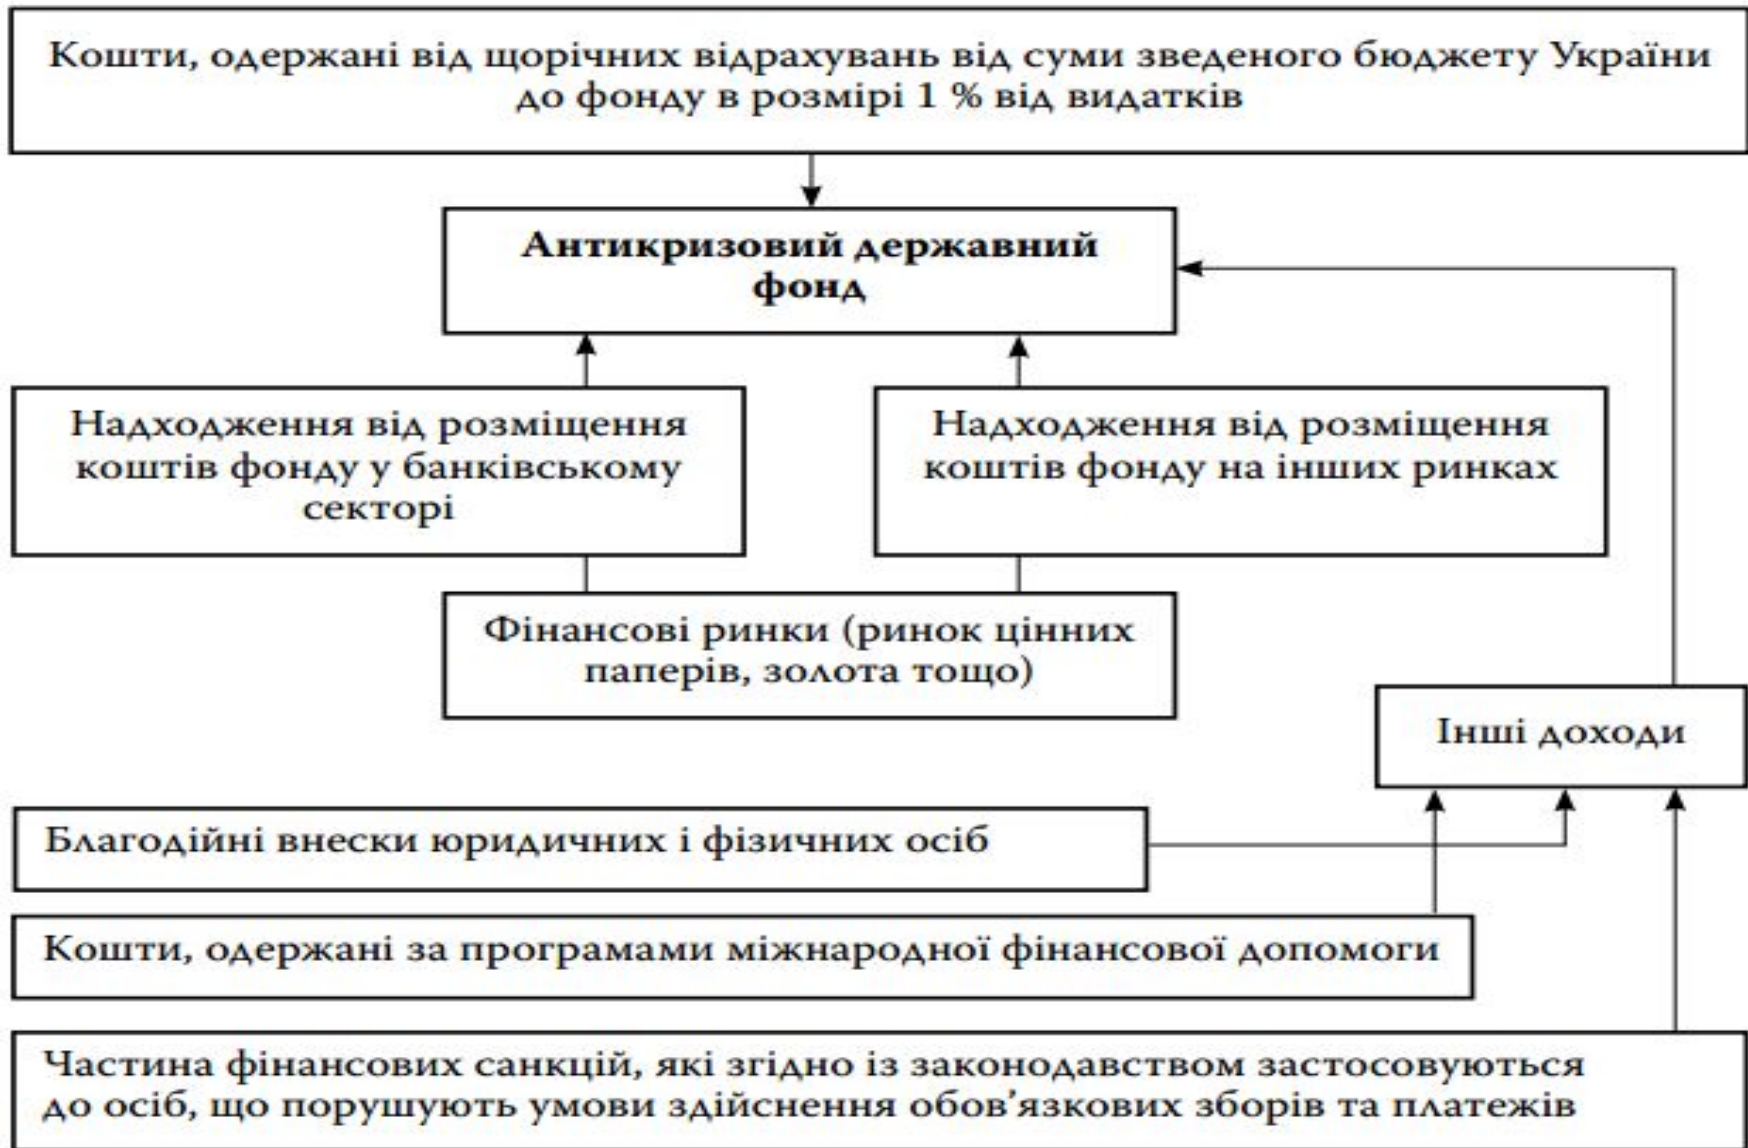 Кошти, одержані від щорічних відрахувань від суми зведеного бюджету України
до фонду в розмірі 1 % від видатків
Антикризовий державний
фонд
Надходження від розміщення
коштів фонду у банківському
секторі
Надходження від розміщення
коштів фонду на інших ринках
Фінансові ринки (ринок цінних
паперів, золота тощо)
Інші доходи
Благодійні внески юридичних і фізичних осіб
Кошти, одержані за програмами міжнародної фінансової допомоги
Частина фінансових санкцій, які згідно із законодавством застосовуються
до осіб, що порушують умови здійснення обов’язкових зборів та платежів